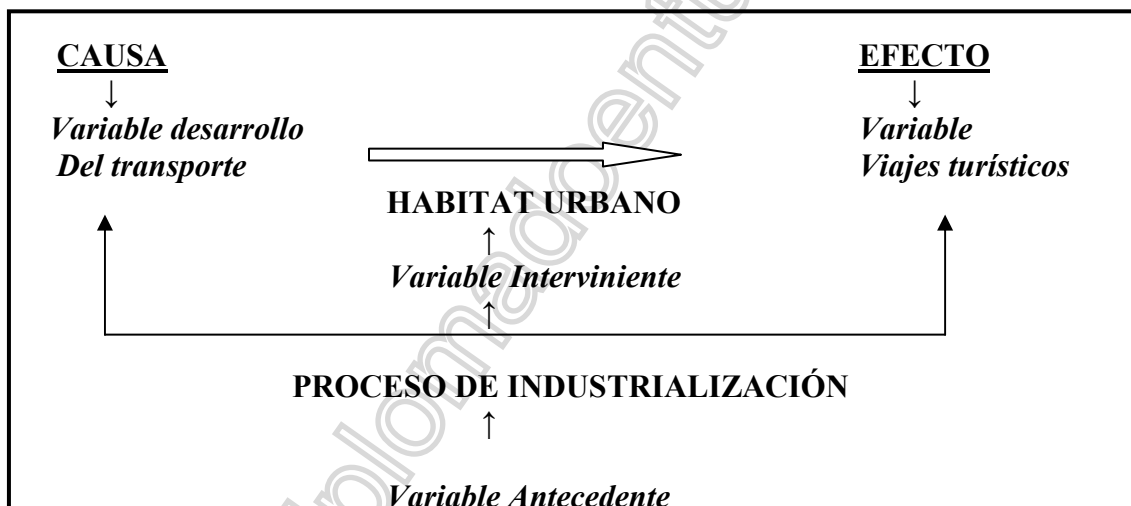 CAUSA EFECTO
↓ ↓
Variable desarrollo Variable
Del transporte Viajes turísticos
HABITAT URBANO
↑
Variable Interviniente
↑
PROCESO DE INDUSTRIALIZACIÓN
↑
Variable Antecedente